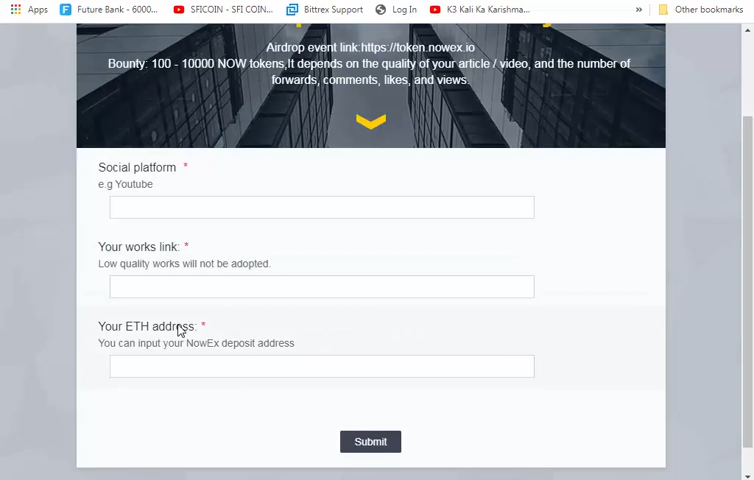 Apps
Future Bank - 6000...
SFICOIN - SFI COIN...
Bittrex Support
Log In
K3 Kali Ka Karishma...
»
Other bookmarks
Airdrop event link:https://token.nowex.io
Bounty: 100 - 10000 NOW tokens,It depends on the quality of your article / video, and the number of
forwards, comments, likes, and views.
Social platform *
e.g Youtube
Your works link: *
Low quality works will not be adopted.
Your ETH address: *
You can input your NowEx deposit address
Submit